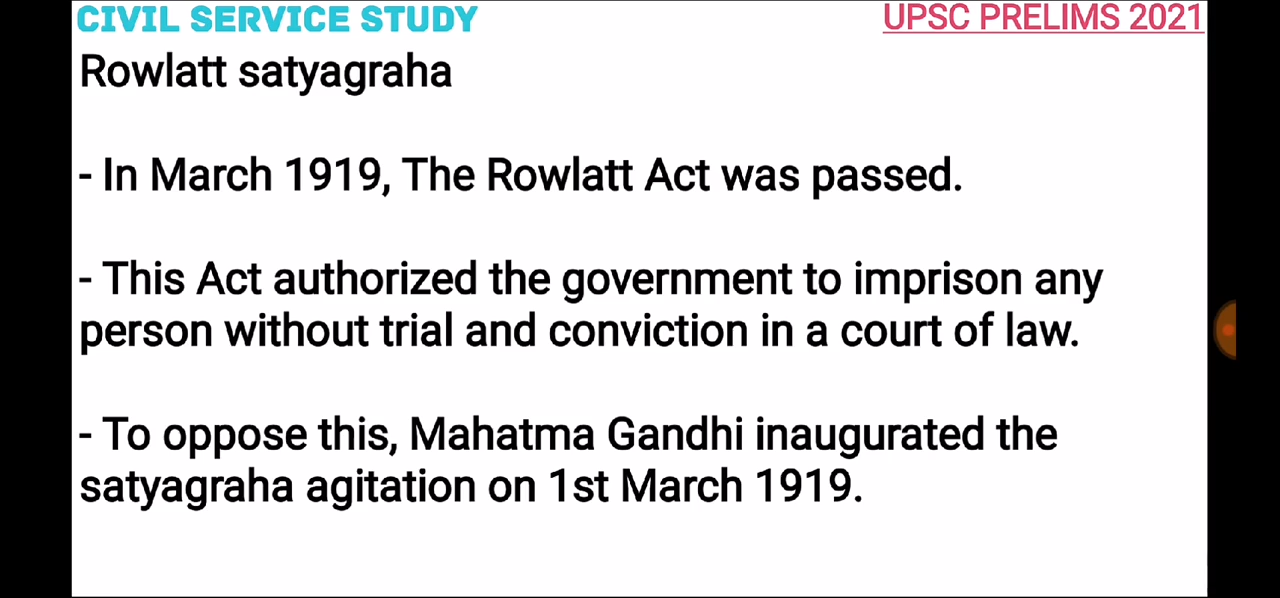 CIVIL SERVICE STUDY
UPSC PRELIMS 2021
Rowlatt satyagraha
- In March 1919, The Rowlatt Act was passed.
- This Act authorized the government to imprison any
person without trial and conviction in a court of law.
- To oppose this, Mahatma Gandhi inaugurated the
satyagraha agitation on 1st March 1919.